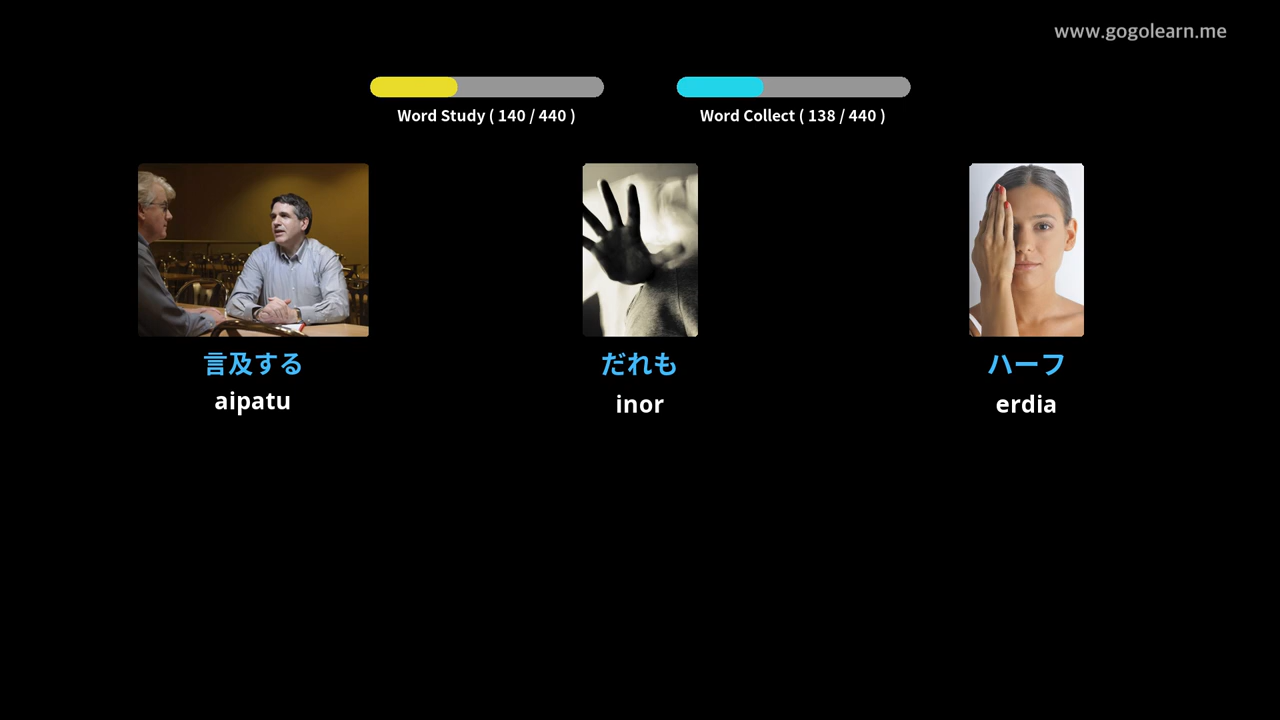 www.gogolearn.me
Word Study ( 140 / 440 )
Word Collect ( 138 / 440 )
言及する
aipatu
だれも
inor
ハーフ
erdia